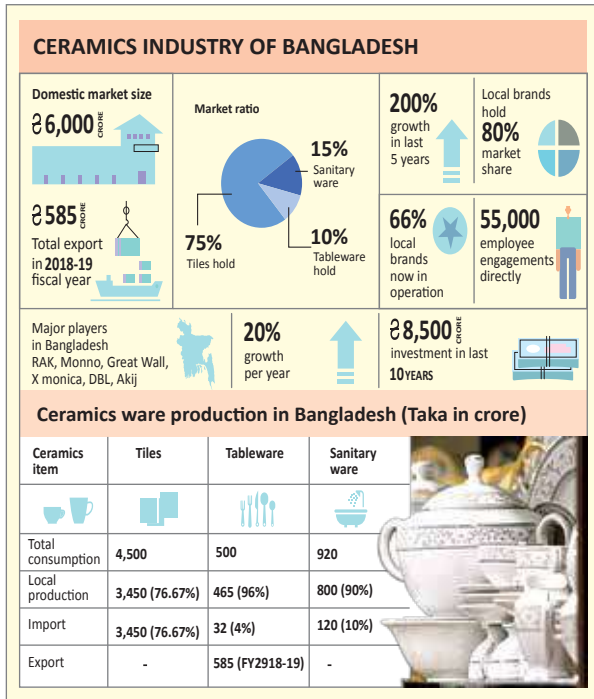 CERAMICS INDUSTRY OF BANGLADESH
Domestic market size
₴6,000 CRORE
₴585 CRORE
Total export
in 2018-19
fiscal year
Market ratio
15%
Sanitary
ware
75%
Tiles hold
10%
Tableware
hold
200%
growth
in last
5 years
Local brands
hold
80%
market
share
66%
local
brands
now in
operation
55,000
employee
engagements
directly
Major players
in Bangladesh
RAK, Monno, Great Wall,
X monica, DBL, Akij
20%
growth
per year
₴8,500 CRORE
investment in last
10YEARS
Ceramics ware production in Bangladesh (Taka in crore)
Ceramics item	Tiles	Tableware	Sanitary ware
Total consumption	4,500	500	920
Local production	3,450 (76.67%)	465 (96%)	800 (90%)
Import	3,450 (76.67%)	32 (4%)	120 (10%)
Export	-	585 (FY2918-19)	-